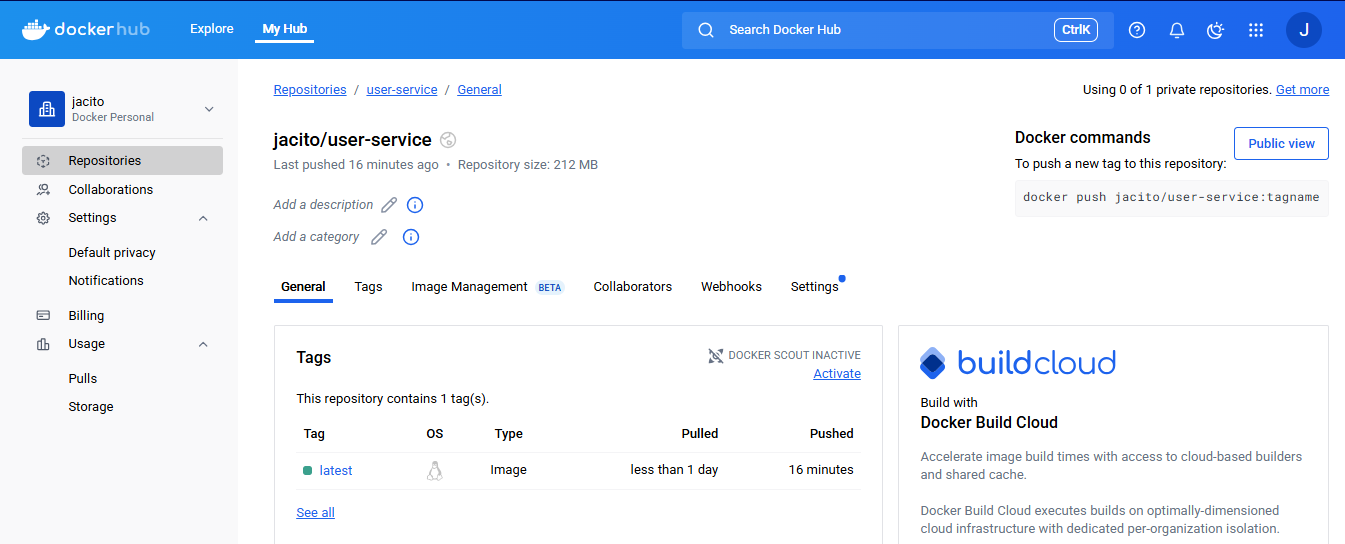 dockerhub
Explore
My Hub
Search Docker Hub
CtrlK
J
jacito
Docker Personal
Repositories
Collaborations
Settings
Default privacy
Notifications
Billing
Usage
Pulls
Storage
Repositories / user-service / General
Using 0 of 1 private repositories. Get more
jacito/user-service
Last pushed 16 minutes ago • Repository size: 212 MB
Add a description
Add a category
Docker commands
Public view
To push a new tag to this repository:
docker push jacito/user-service:tagname
General
Tags
Image Management BETA
Collaborators
Webhooks
Settings
Tags
DOCKER SCOUT INACTIVE
Activate
This repository contains 1 tag(s).
Tag OS Type Pulled Pushed
latest Image less than 1 day 16 minutes
See all
buildcloud
Build with
Docker Build Cloud
Accelerate image build times with access to cloud-based builders
and shared cache.
Docker Build Cloud executes builds on optimally-dimensioned
cloud infrastructure with dedicated per-organization isolation.